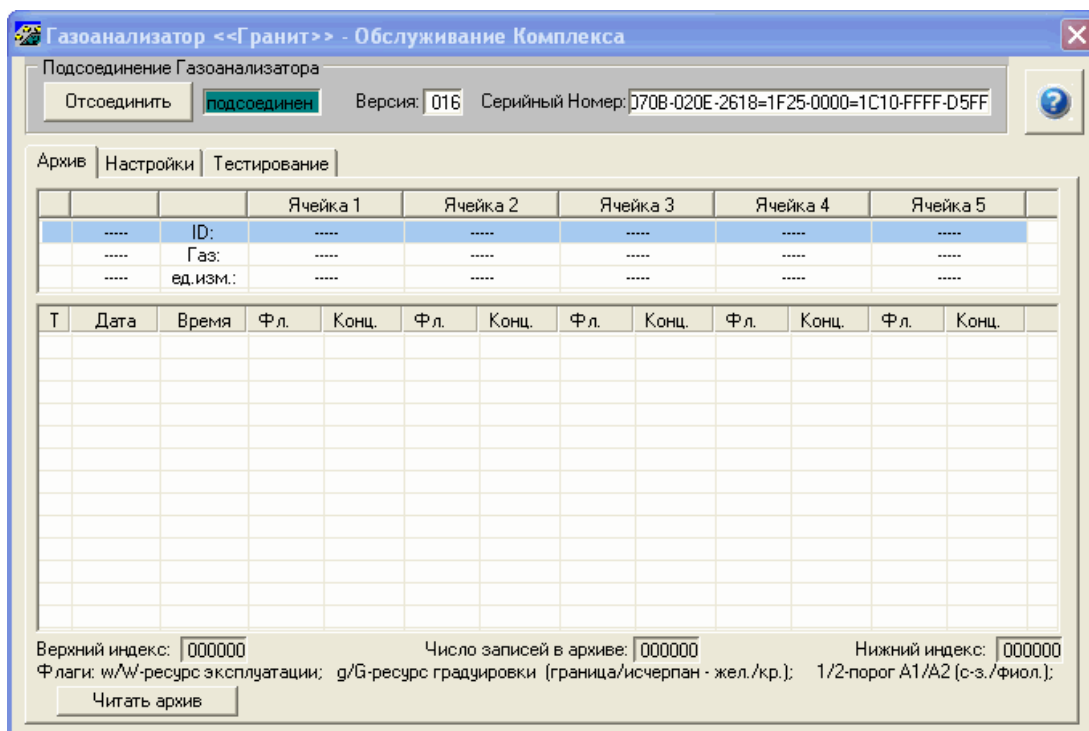 Газоанализатор <<Гранит>> - Обслуживание Комплекса
Подсоединение Газоанализатора
Отсоединить подсоединен Версия: 016 Серийный Номер: 070B-020E-2618=1F25-0000=1C10-FFFF-D5FF
Архив Настройки Тестирование
Ячейка 1 Ячейка 2 Ячейка 3 Ячейка 4 Ячейка 5
----- ID: ----- ----- ----- ----- -----
----- Газ: ----- ----- ----- ----- -----
----- ед.изм.: ----- ----- ----- ----- -----
Т Дата Время Фл. Конц. Фл. Конц. Фл. Конц. Фл. Конц. Фл. Конц.
Верхний индекс: 000000 Число записей в архиве: 000000 Нижний индекс: 000000
Флаги: w/W-ресурс эксплуатации; g/G-ресурс градуировки (граница/исчерпан - жел./кр.); 1/2-порог А1/А2 (с-з./фиол.);
Читать архив